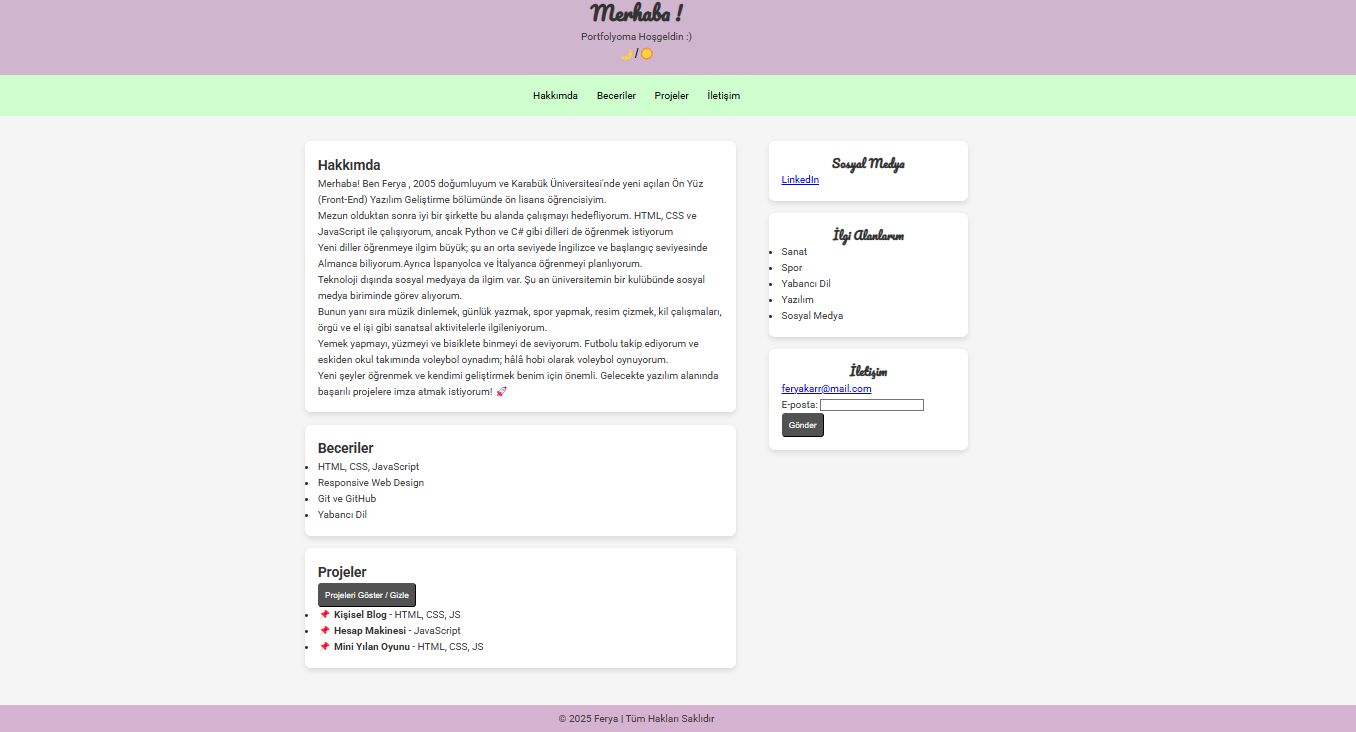 Merhaba !
Portfolyoma Hoşgeldin :)
🌙 / 🌞
Hakkımda Beceriler Projeler İletişim
Hakkımda
Merhaba! Ben Ferya , 2005 doğumluyum ve Karabük Üniversitesi'nde yeni açılan Ön Yüz
(Front-End) Yazılım Geliştirme bölümünde ön lisans öğrencisiyim.
Mezun olduktan sonra iyi bir şirkette bu alanda çalışmayı hedefliyorum. HTML, CSS ve
JavaScript ile çalışıyorum, ancak Python ve C# gibi dilleri de öğrenmek istiyorum
Yeni diller öğrenmeye ilgim büyük; şu an orta seviyede İngilizce ve başlangıç seviyesinde
Almanca biliyorum.Ayrıca İspanyolca ve İtalyanca öğrenmeyi planlıyorum.
Teknoloji dışında sosyal medyaya da ilgim var. Şu an üniversitemin bir kulübünde sosyal
medya biriminde görev alıyorum.
Bunun yanı sıra müzik dinlemek, günlük yazmak, spor yapmak, resim çizmek, kil çalışmaları,
örgü ve el işi gibi sanatsal aktivitelerle ilgileniyorum.
Yemek yapmayı, yüzmeyi ve bisiklete binmeyi de seviyorum. Futbolu takip ediyorum ve
eskiden okul takımında voleybol oynadım; hâlâ hobi olarak voleybol oynuyorum.
Yeni şeyler öğrenmek ve kendimi geliştirmek benim için önemli. Gelecekte yazılım alanında
başarılı projelere imza atmak istiyorum! 🚀
Beceriler
HTML, CSS, JavaScript
Responsive Web Design
Git ve GitHub
Yabancı Dil
Projeler
Projeleri Göster / Gizle
📌 Kişisel Blog - HTML, CSS, JS
📌 Hesap Makinesi - JavaScript
📌 Mini Yılan Oyunu - HTML, CSS, JS
Sosyal Medya
LinkedIn
İlgi Alanlarım
Sanat
Spor
Yabancı Dil
Yazılım
Sosyal Medya
İletişim
feryakarr@mail.com
E-posta:
Gönder
© 2025 Ferya | Tüm Hakları Saklıdır